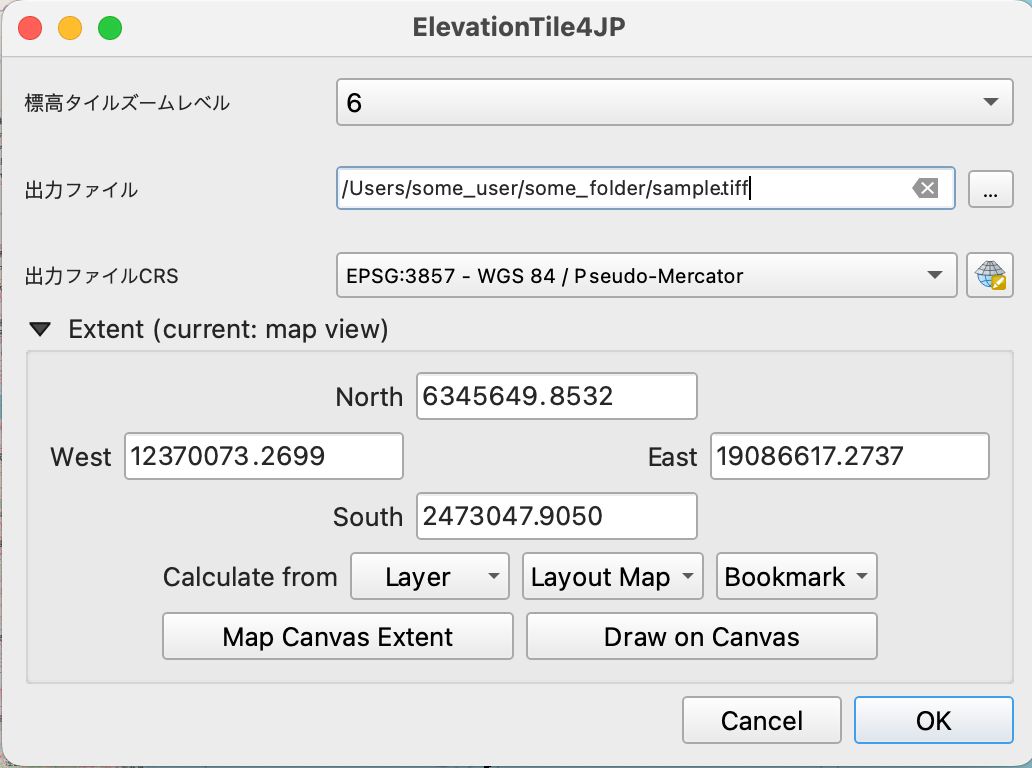 ElevationTile4JP
標高タイルズームレベル 6
出力ファイル /Users/some_user/some_folder/sample.tiff ...
出力ファイルCRS EPSG:3857 - WGS 84 / Pseudo-Mercator
Extent (current: map view)
North 6345649.8532
West 12370073.2699 East 19086617.2737
South 2473047.9050
Calculate from Layer Layout Map Bookmark
Map Canvas Extent Draw on Canvas
Cancel OK